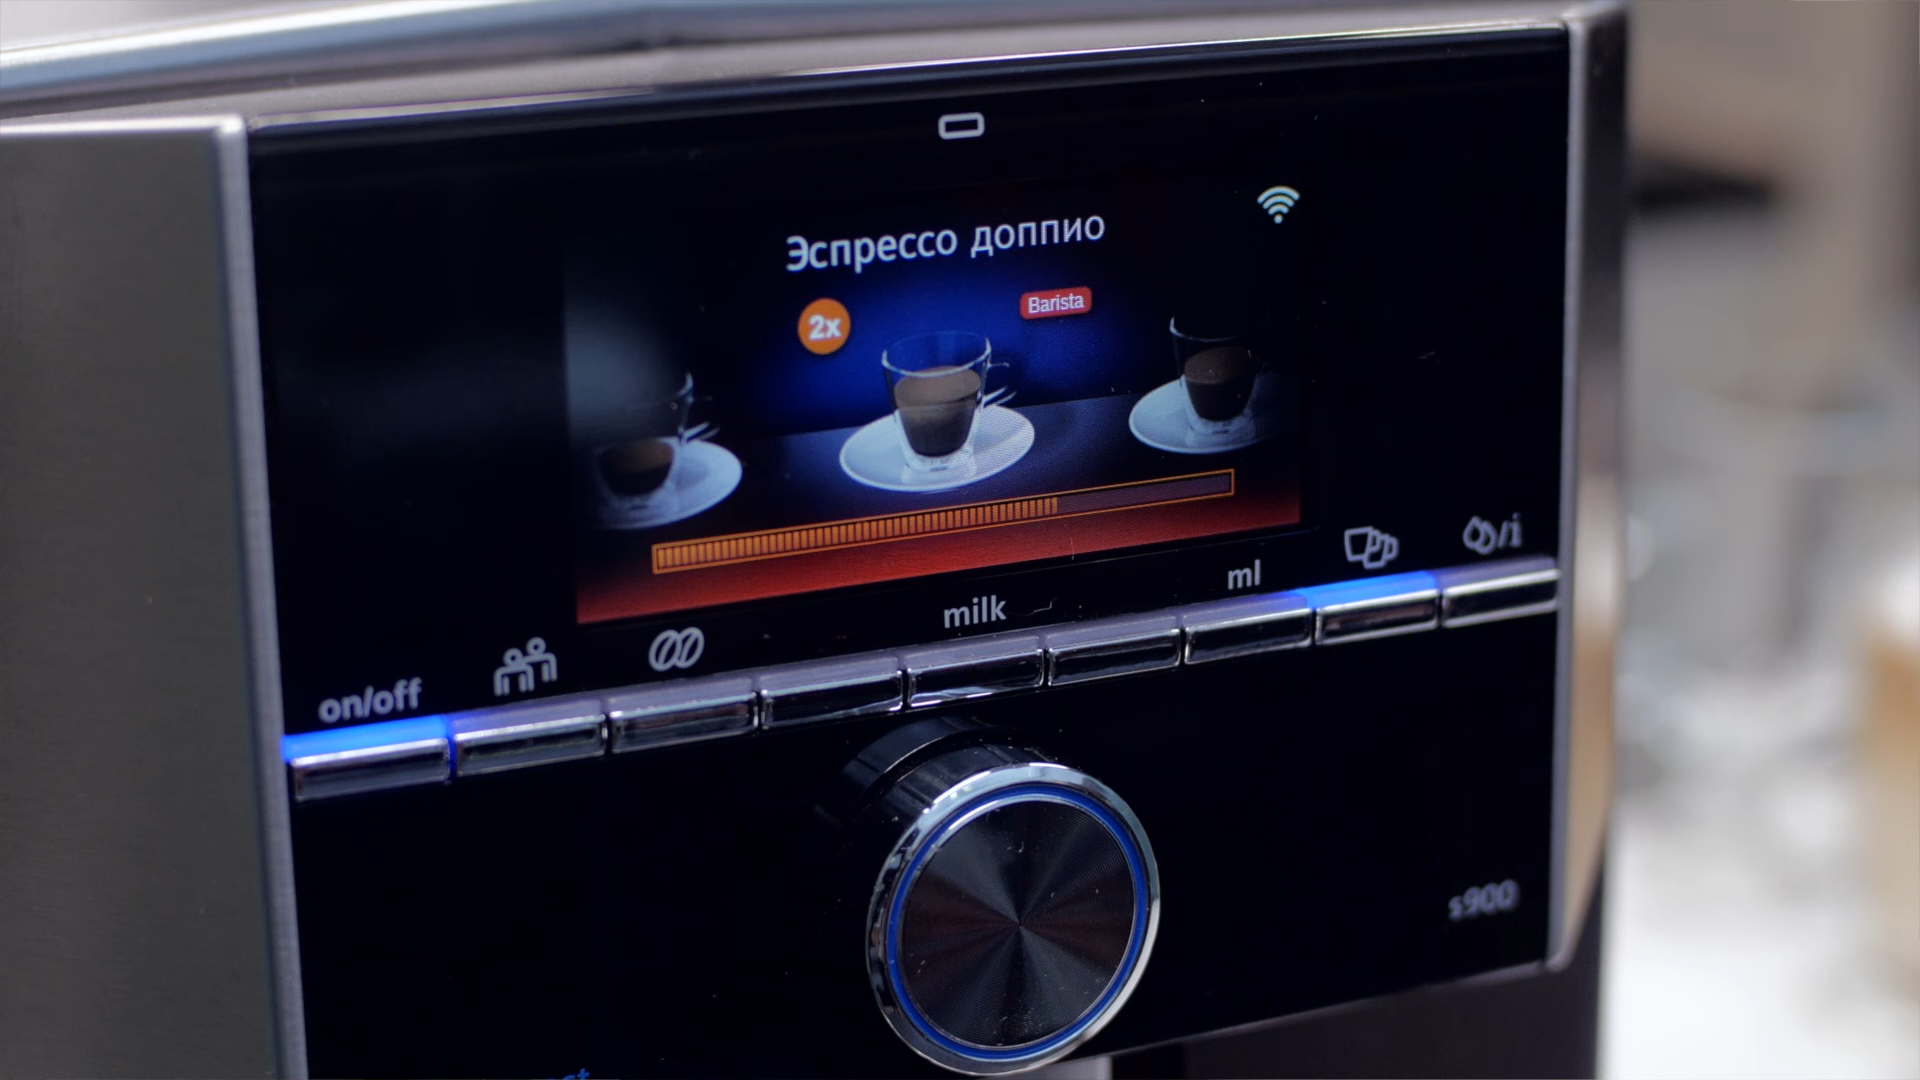 Эспрессо доппио
2x
Barista
ml
milk
on/off
/i
s900